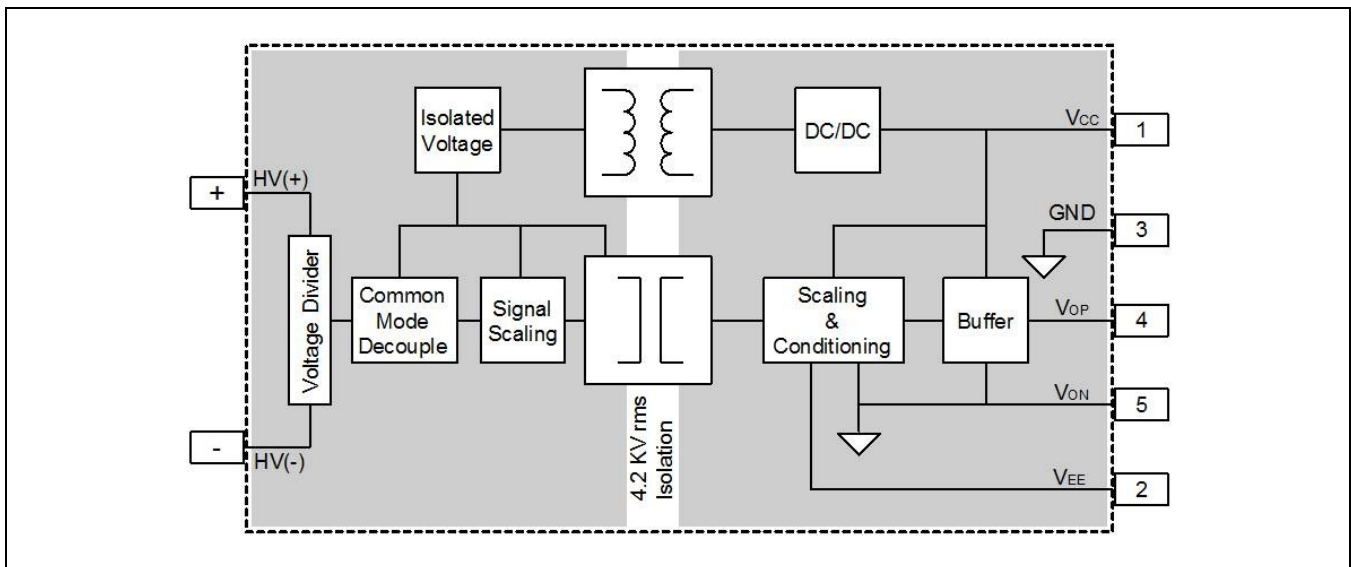 Isolated
Voltage
DC/DC
VCC
1
HV(+)
+
GND
3
Voltage Divider
Common
Mode
Decouple
Signal
Scaling
Scaling
&
Conditioning
Buffer
VOP
4
VON
5
-
HV(-)
4.2 KV rms
Isolation
VEE
2